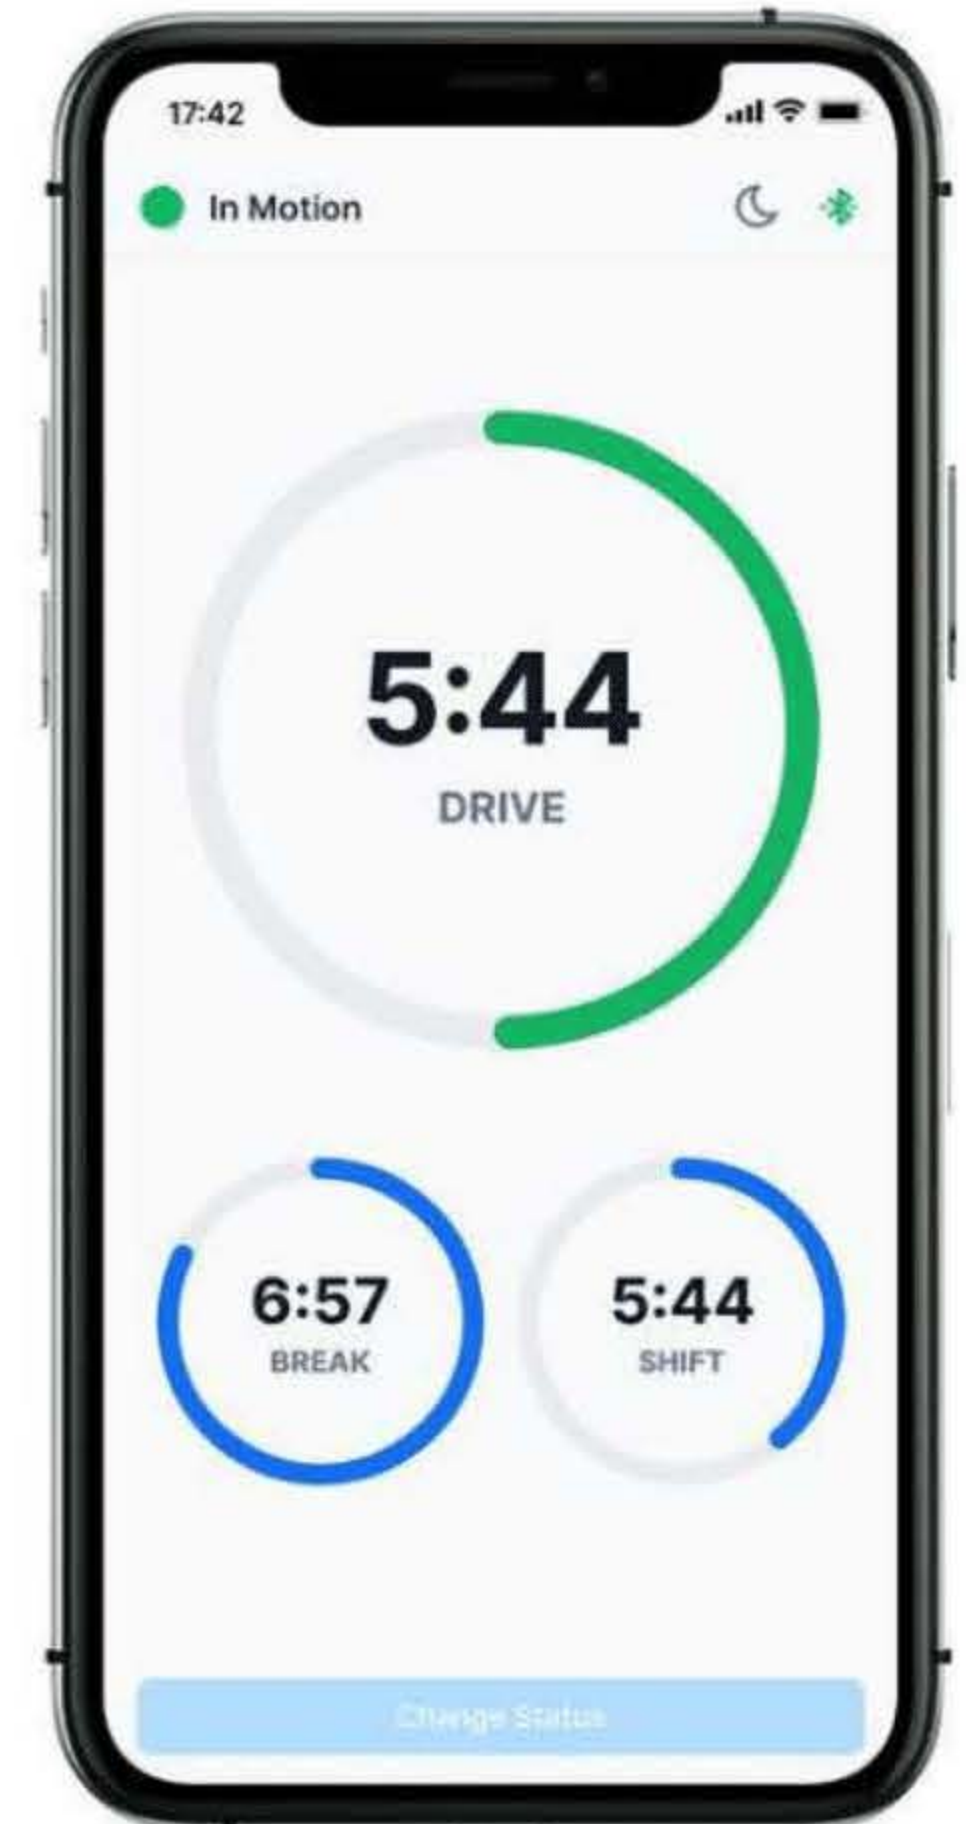 17:42
In Motion
5:44
DRIVE
6:57
BREAK
5:44
SHIFT
Change Status